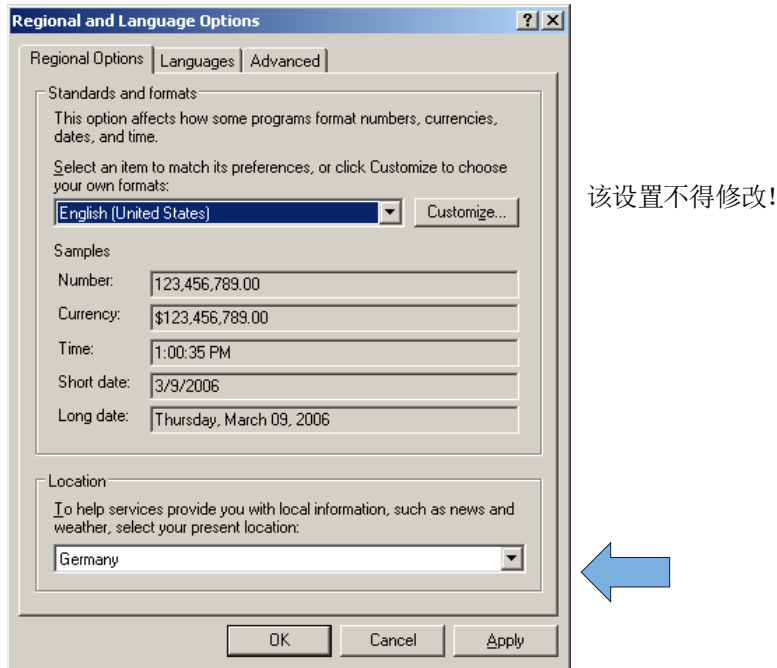 Regional and Language Options
Regional Options
Languages
Advanced
Standards and formats
This option affects how some programs format numbers, currencies,
dates, and time.
Select an item to match its preferences, or click Customize to choose
your own formats:
English (United States)
Customize...
该设置不得修改!
Samples
Number:
123,456,789.00
Currency:
$123,456,789.00
Time:
1:00:35 PM
Short date:
3/9/2006
Long date:
Thursday, March 09, 2006
Location
To help services provide you with local information, such as news and
weather, select your present location:
Germany
OK
Cancel
Apply